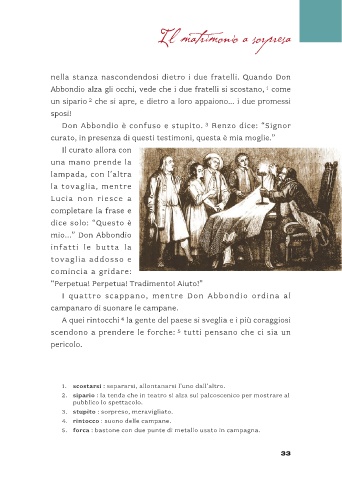 Il matrimonio a sorpresa
nella stanza nascondendosi dietro i due fratelli. Quando Don
Abbondio alza gli occhi, vede che i due fratelli si scostano, 1 come
un sipario 2 che si apre, e dietro a loro appaiono... i due promessi
sposi!
Don Abbondio è confuso e stupito. 3 Renzo dice: "Signor
curato, in presenza di questi testimoni, questa è mia moglie."
Il curato allora con
una mano prende la
lampada, con l'altra
la tovaglia, mentre
Lucia non riesce a
completare la frase e
dice solo: "Questo è
mio..." Don Abbondio
infatti le butta la
tovaglia addosso e
comincia a gridare:
"Perpetua! Perpetua! Tradimento! Aiuto!"
I quattro scappano, mentre Don Abbondio ordina al
campanaro di suonare le campane.
A quei rintocchi 4 la gente del paese si sveglia e i più coraggiosi
scendono a prendere le forche: 5 tutti pensano che ci sia un
pericolo.
1. scostarsi : separarsi, allontanarsi l'uno dall'altro.
2. sipario : la tenda che in teatro si alza sul palcoscenico per mostrare al
pubblico lo spettacolo.
3. stupito : sorpreso, meravigliato.
4. rintocco : suono delle campane.
5. forca : bastone con due punte di metallo usato in campagna.
33